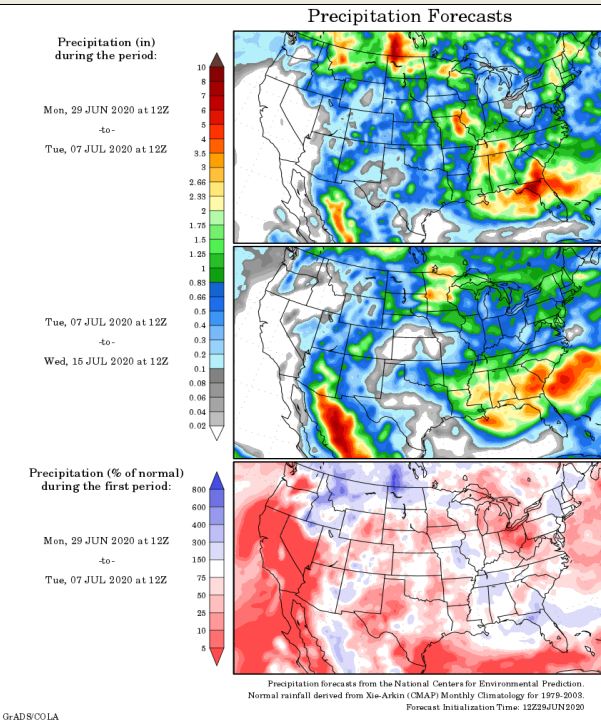 Precipitation Forecasts
Precipitation (in)
during the period:
Mon, 29 JUN 2020 at 12Z
-to-
Tue, 07 JUL 2020 at 12Z
10
8
7
6
5
4
3.5
3
2.66
2.33
2
1.75
1.5
1.25
1
0.83
0.66
0.5
0.4
0.3
0.2
0.1
0.08
0.06
0.04
0.02
Tue, 07 JUL 2020 at 12Z
-to-
Wed, 15 JUL 2020 at 12Z
Precipitation (% of normal)
during the first period:
Mon, 29 JUN 2020 at 12Z
-to-
Tue, 07 JUL 2020 at 12Z
800
600
400
300
150
75
50
25
10
5
Precipitation forecasts from the National Centers for Environmental Prediction.
Normal rainfall derived from Xie-Arkin (CMAP) Monthly Climatology for 1979-2003.
Forecast Initialization Time: 12Z29JUN2020
GrADS/COLA